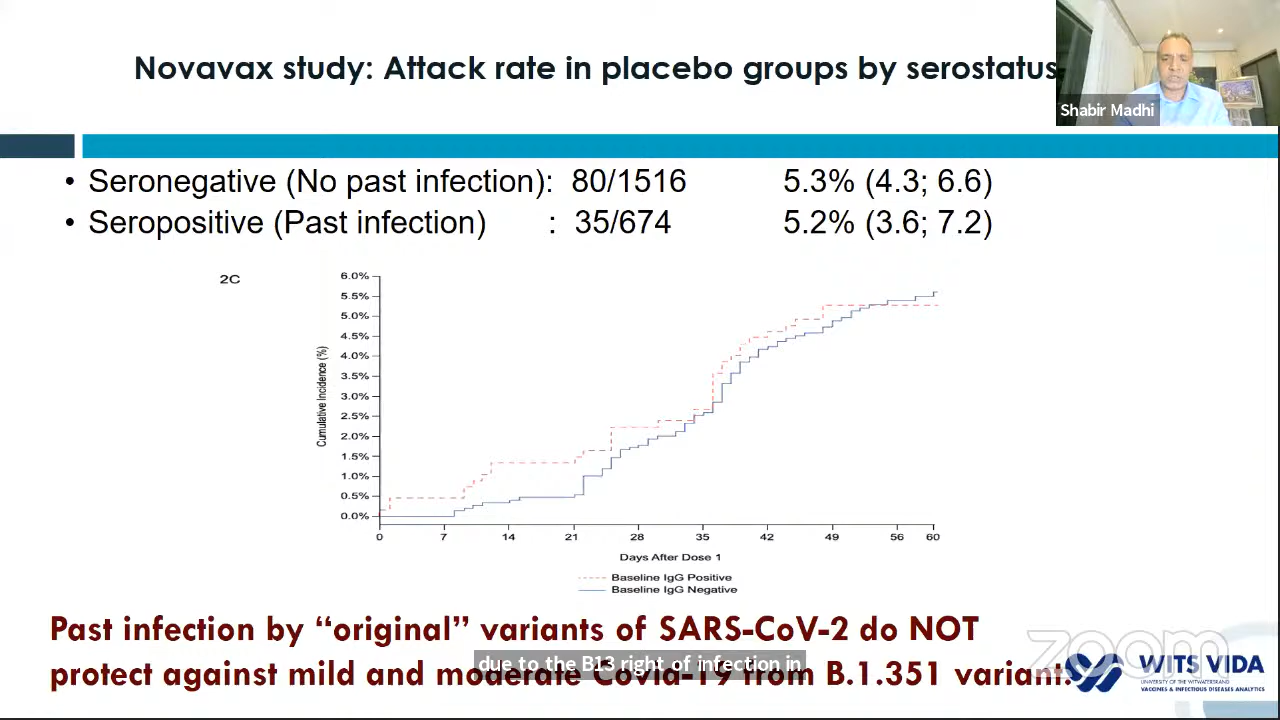 Novavax study: Attack rate in placebo groups by serostatus
Shabir Madhi
• Seronegative (No past infection): 80/1516 5.3% (4.3; 6.6)
• Seropositive (Past infection) : 35/674 5.2% (3.6; 7.2)
2C
6.0%
5.5%
5.0%
4.5%
4.0%
3.5%
3.0%
2.5%
2.0%
1.5%
1.0%
0.5%
0.0%
Cumulative Incidence (%)
0 7 14 21 28 35 42 49 56 60
Days After Dose 1
Baseline IgG Positive
Baseline IgG Negative
Past infection by “original” variants of SARS-CoV-2 do NOT
protect against mild and moderate Covid-19 from B.1.351 variant.
due to the B13 right of infection in
zoom
WITS VIDA
UNIVERSITY OF THE WITWATERSRAND
VACCINES & INFECTIOUS DISEASES ANALYTICS